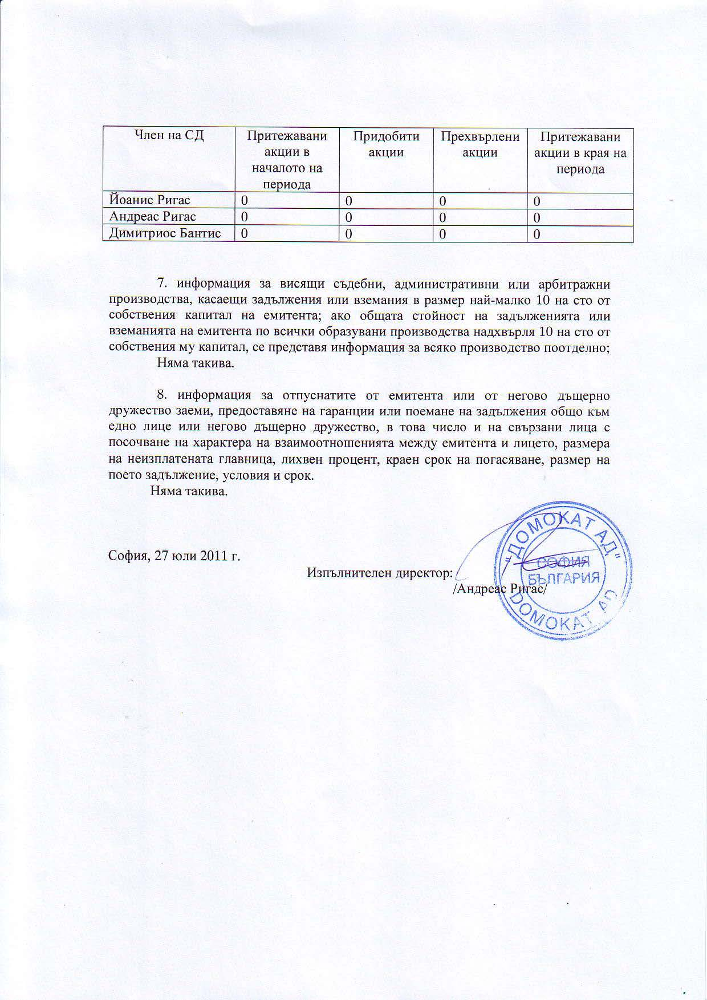 Член на СД Притежавани акции в началото на периода Придобити акции Прехвърлени акции Притежавани акции в края на периода
Йоанис Ригас 0 0 0 0
Андреас Ригас 0 0 0 0
Димитриос Бантис 0 0 0 0
7. информация за висящи съдебни, административни или арбитражни
производства, касаещи задължения или вземания в размер най-малко 10 на сто от
собствения капитал на емитента; ако общата стойност на задълженията или
вземанията на емитента по всички образувани производства надхвърля 10 на сто от
собствения му капитал, се представя информация за всяко производство поотделно;
Няма такива.
8. информация за отпуснатите от емитента или от негово дъщерно
дружество заеми, предоставяне на гаранции или поемане на задължения общо към
едно лице или негово дъщерно дружество, в това число и на свързани лица с
посочване на характера на взаимоотношенията между емитента и лицето, размера
на неизплатената главница, лихвен процент, краен срок на погасяване, размер на
поето задължение, условия и срок.
Няма такива.
София, 27 юли 2011 г.
Изпълнителен директор:
/Андреас Ригас/
"ДОМОКАТ АД"
СОФИЯ
БЪЛГАРИЯ
DOMOKAT AD